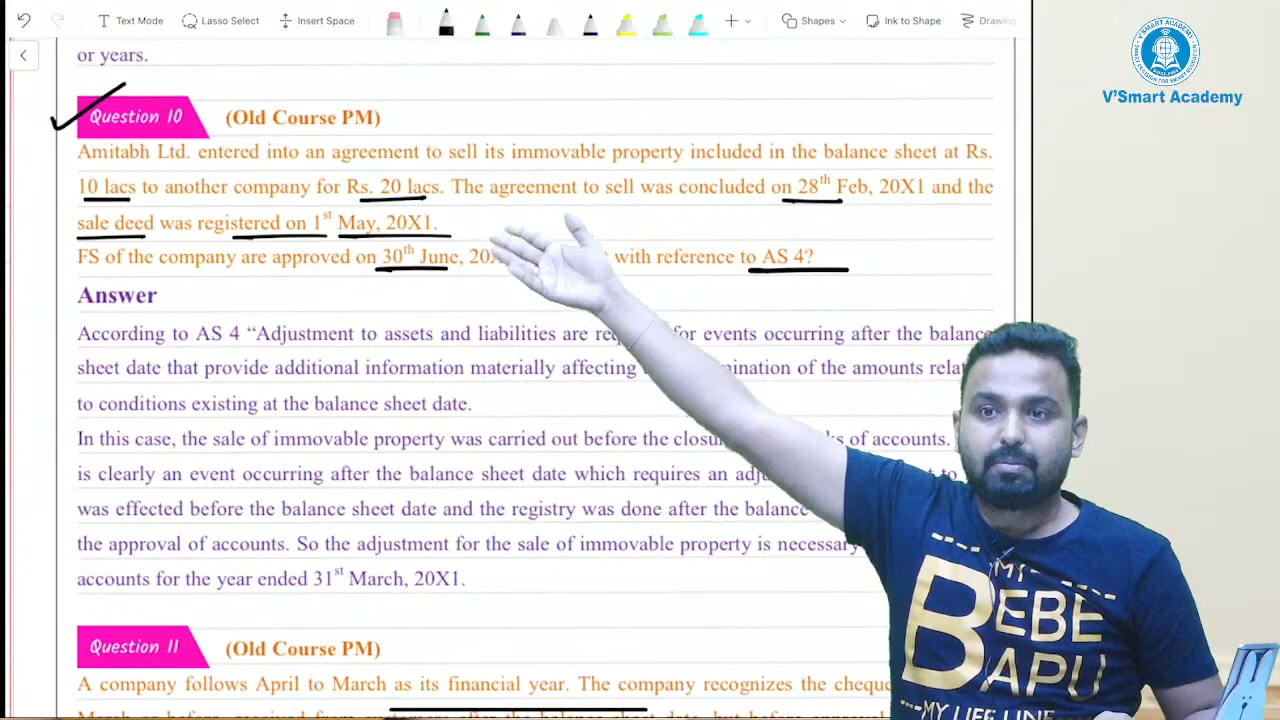 Text Mode Lasso Select Insert Space Shapes Ink to Shape Drawing
or years.
V'Smart Academy
Question 10 (Old Course PM)
Amitabh Ltd. entered into an agreement to sell its immovable property included in the balance sheet at Rs.
10 lacs to another company for Rs. 20 lacs. The agreement to sell was concluded on 28th Feb, 20X1 and the
sale deed was registered on 1st May, 20X1.
FS of the company are approved on 30th June, with reference to AS 4?
Answer
According to AS 4 “Adjustment to assets and liabilities are for events occurring after the balance
sheet date that provide additional information materially affecting of the amounts
to conditions existing at the balance sheet date.
In this case, the sale of immovable property was carried out before the of accounts.
is clearly an event occurring after the balance sheet date which requires an
was effected before the balance sheet date and the registry was done after the balance
the approval of accounts. So the adjustment for the sale of immovable property is necessary
accounts for the year ended 31st March, 20X1.
Question 11 (Old Course PM)
A company follows April to March as its financial year. The company recognizes the
MY
BEBE
BAPU
MY LIFE LINE